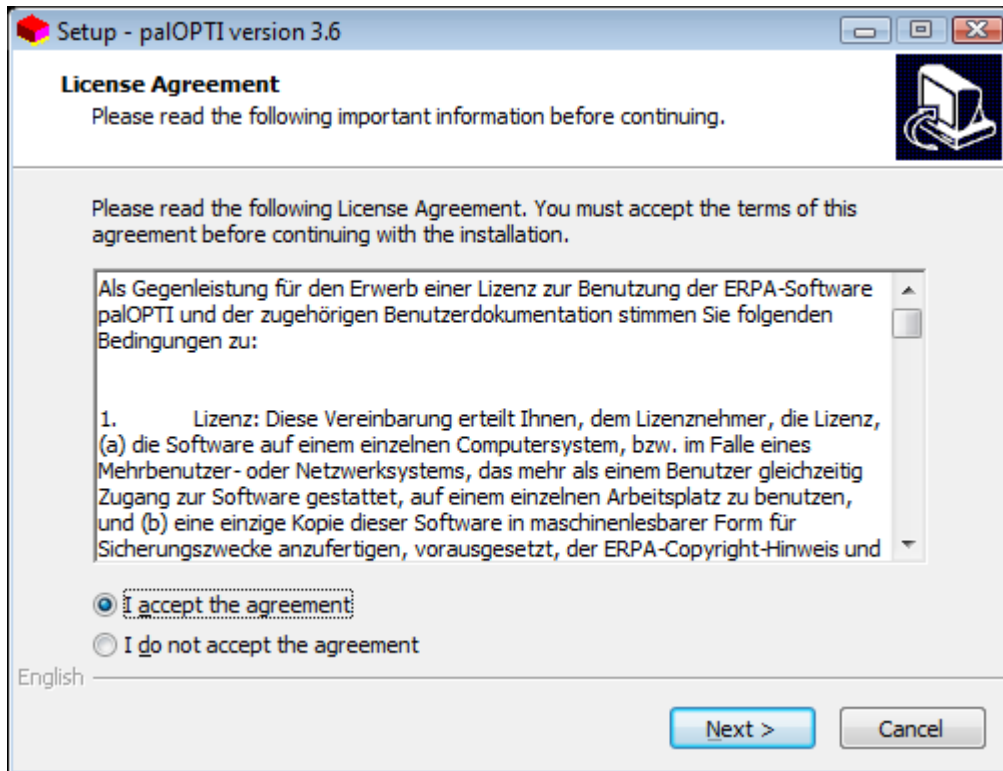 Setup - palOPTI version 3.6
License Agreement
Please read the following important information before continuing.
Please read the following License Agreement. You must accept the terms of this
agreement before continuing with the installation.
Als Gegenleistung für den Erwerb einer Lizenz zur Benutzung der ERPA-Software
palOPTI und der zugehörigen Benutzerdokumentation stimmen Sie folgenden
Bedingungen zu:
1. Lizenz: Diese Vereinbarung erteilt Ihnen, dem Lizenznehmer, die Lizenz,
(a) die Software auf einem einzelnen Computersystem, bzw. im Falle eines
Mehrbenutzer- oder Netzwerksystems, das mehr als einem Benutzer gleichzeitig
Zugang zur Software gestattet, auf einem einzelnen Arbeitsplatz zu benutzen,
und (b) eine einzige Kopie dieser Software in maschinenlesbarer Form für
Sicherungszwecke anzufertigen, vorausgesetzt, der ERPA-Copyright-Hinweis und
I accept the agreement
I do not accept the agreement
English
Next >
Cancel